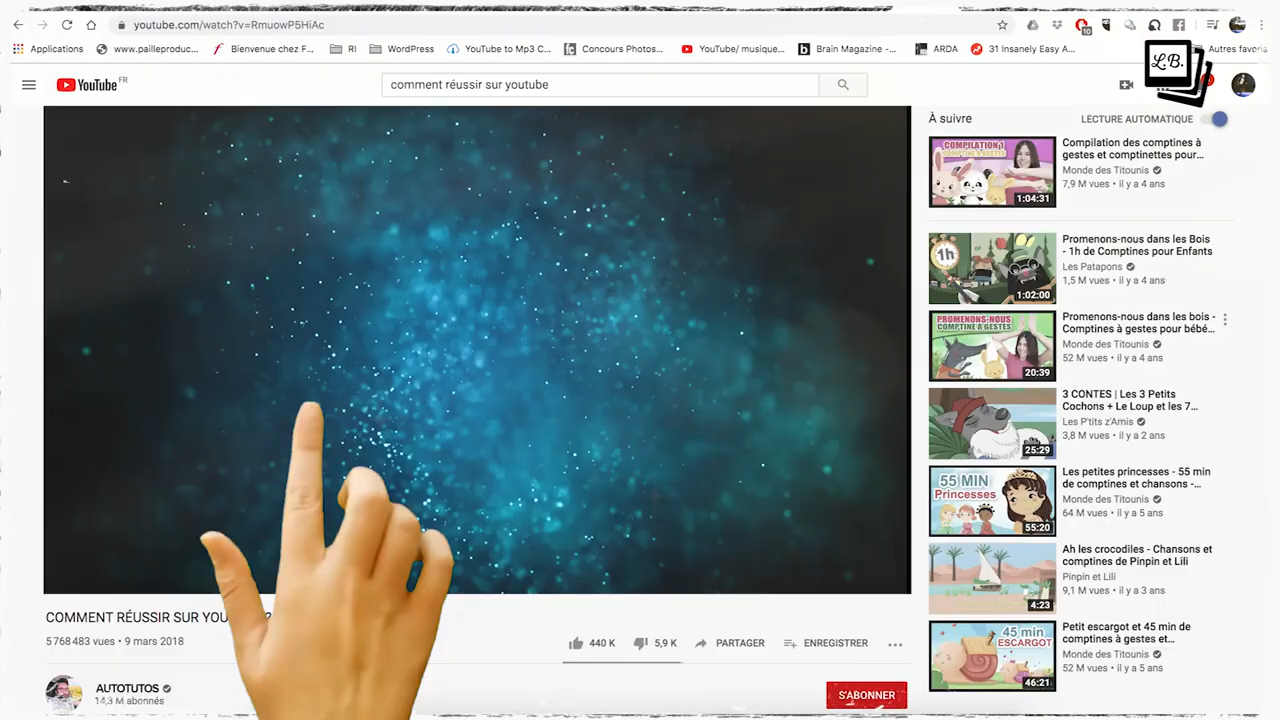 youtube.com/watch?v=RmuowP5HiAc
10
Applications
www.pailleproduc...
Bienvenue chez F...
RI
WordPress
YouTube to Mp3 C...
Concours Photos...
YouTube/ musique...
Brain Magazine -...
ARDA
31 Insanely Easy A...
Autres favoris
L.B.
YouTube FR
comment réussir sur youtube
COMMENT RÉUSSIR SUR YOU
5 768 483 vues • 9 mars 2018
440 K
5,9 K
PARTAGER
ENREGISTRER
AUTOTUTOS
14,3 M abonnés
S'ABONNER
À suivre
LECTURE AUTOMATIQUE
COMPILATION 1
COMPTINE À GESTES
1:04:31
Compilation des comptines à
gestes et comptinettes pour...
Monde des Titounis
7,9 M vues • il y a 4 ans
1h
1:02:00
Promenons-nous dans les Bois
- 1h de Comptines pour Enfants
Les Patapons
1,5 M vues • il y a 4 ans
PROMENONS-NOUS
COMPTINE À GESTES
20:39
Promenons-nous dans les bois -
Comptines à gestes pour bébé...
Monde des Titounis
52 M vues • il y a 4 ans
25:29
3 CONTES | Les 3 Petits
Cochons + Le Loup et les 7...
Les P'tits z'Amis
3,8 M vues • il y a 2 ans
55 MIN
Princesses
55:20
Les petites princesses - 55 min
de comptines et chansons -...
Monde des Titounis
64 M vues • il y a 5 ans
4:23
Ah les crocodiles - Chansons et
comptines de Pinpin et Lili
Pinpin et Lili
9,1 M vues • il y a 3 ans
45 min
ESCARGOT
46:21
Petit escargot et 45 min de
comptines à gestes et...
Monde des Titounis
52 M vues • il y a 5 ans